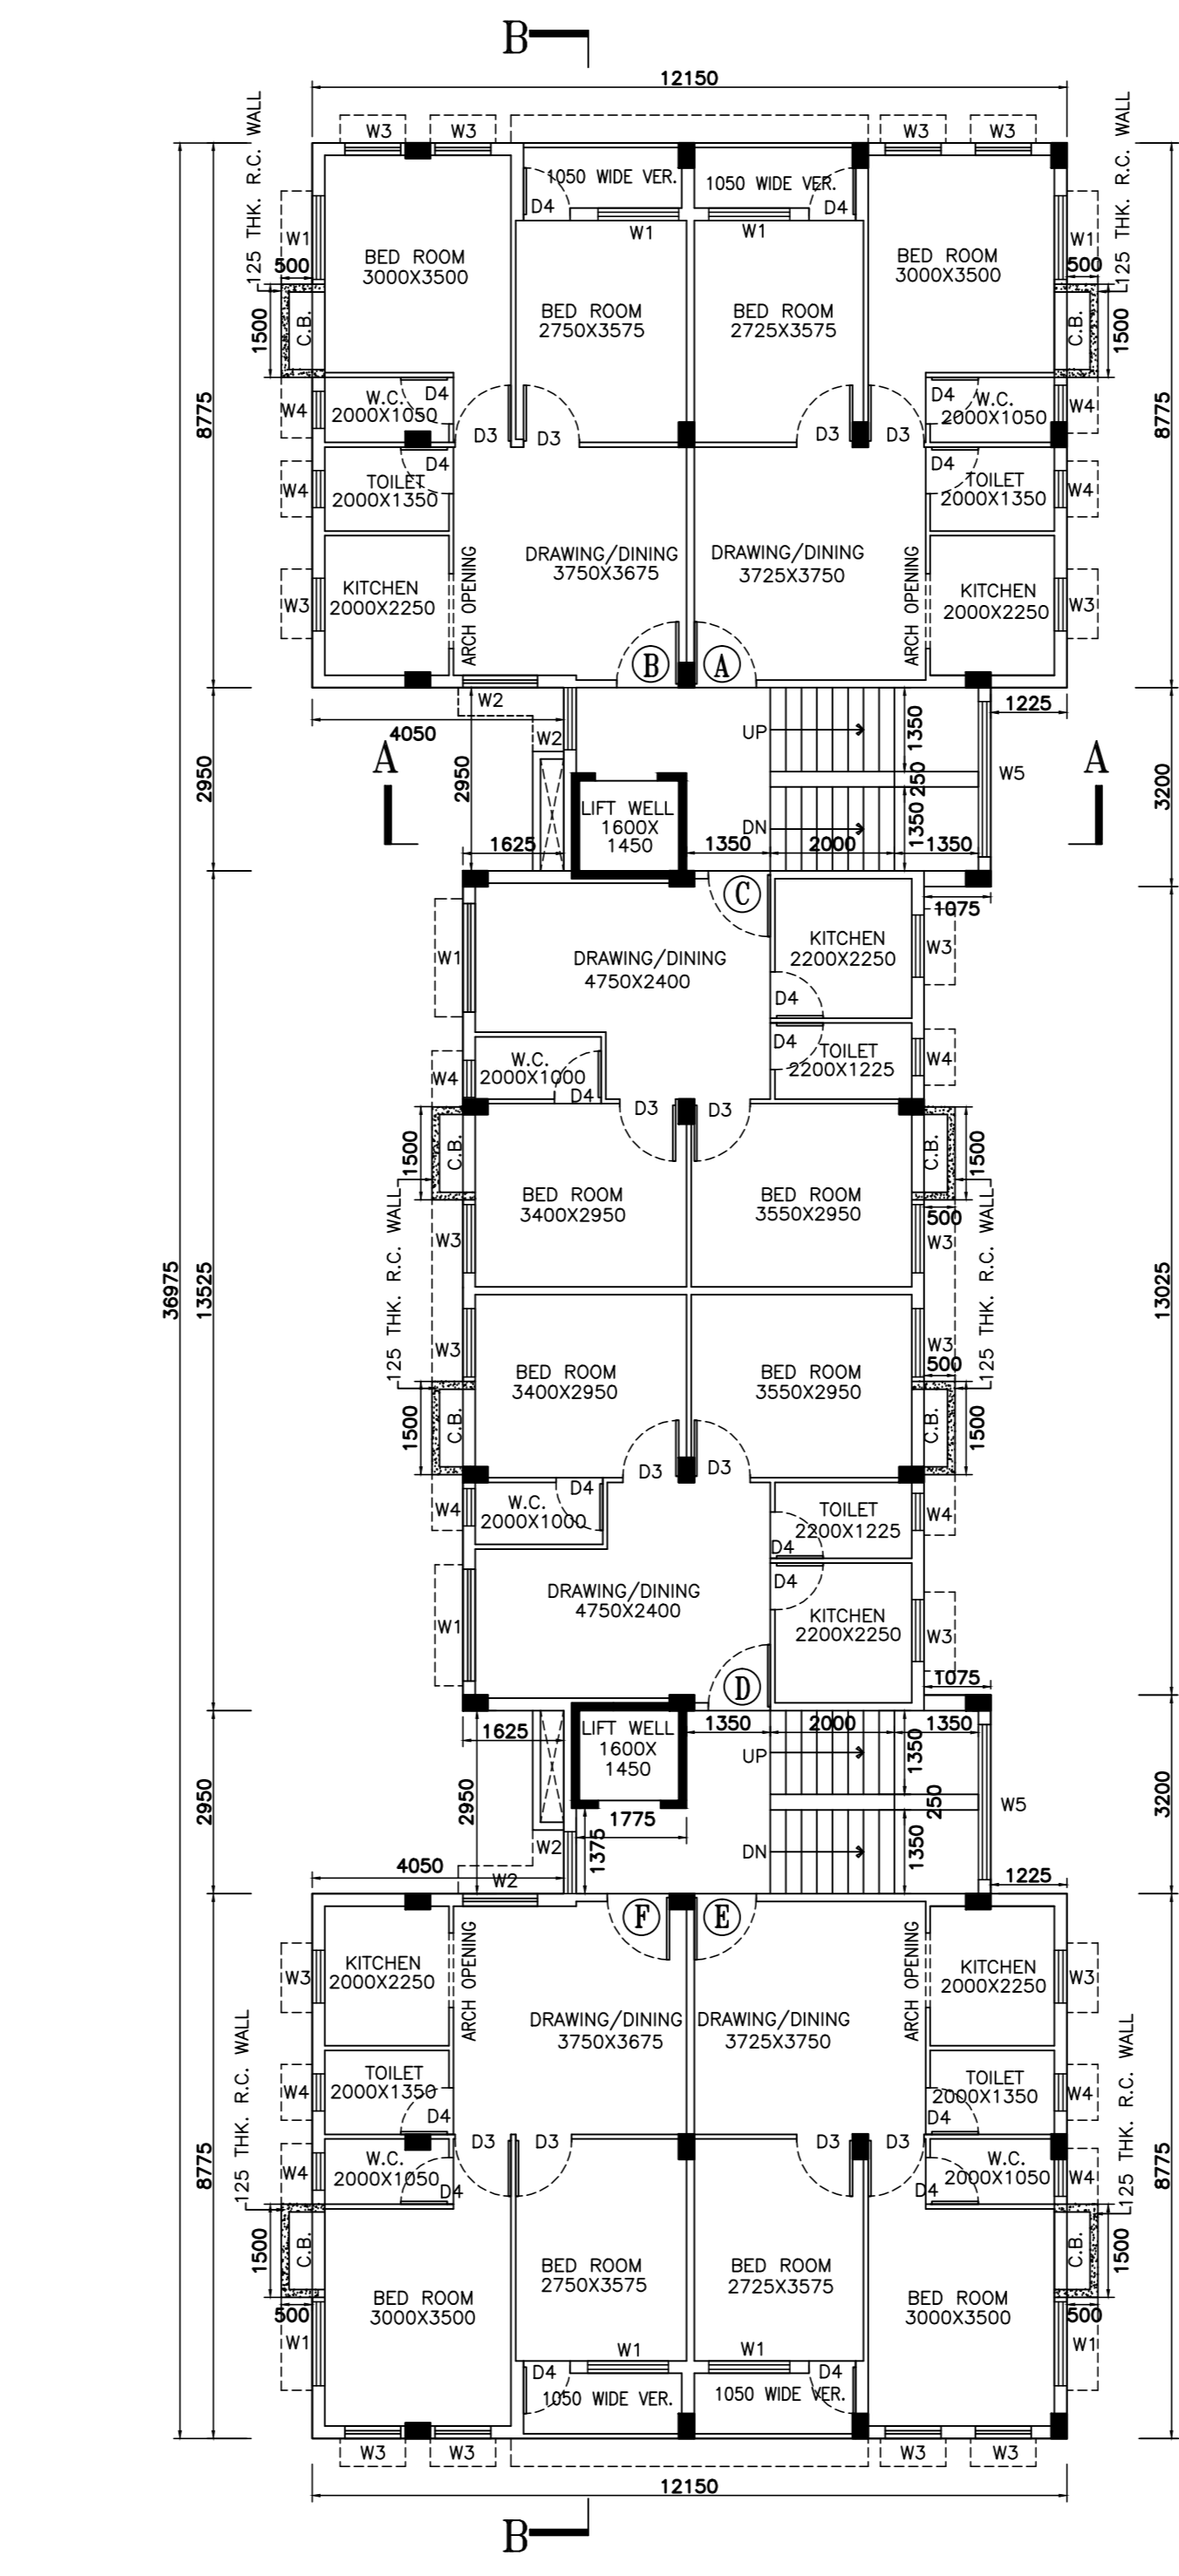 B
12150
W3
W3
W3
W3
125 THK. R.C. WALL
125 THK. R.C. WALL
1050 WIDE VER.
1050 WIDE VER.
D4
D4
W1
W1
W1
W1
BED ROOM
3000X3500
BED ROOM
3000X3500
500
500
BED ROOM
2750X3575
BED ROOM
2725X3575
1500
C.B.
C.B.
1500
8775
8775
W.C.
2000X1050
D4
D4
W.C.
2000X1050
W4
W4
D3
D3
D3
D3
D4
D4
TOILET
2000X1350
TOILET
2000X1350
W4
W4
DRAWING/DINING
3750X3675
DRAWING/DINING
3725X3750
KITCHEN
2000X2250
KITCHEN
2000X2250
ARCH OPENING
ARCH OPENING
W3
W3
B
A
W2
1225
4050
W2
UP
1350
A
A
2950
2950
250
W5
3200
LIFT WELL
1600X
1450
DN
1350
1625
1350
2000
1350
C
1075
KITCHEN
2200X2250
W3
W1
DRAWING/DINING
4750X2400
D4
D4
TOILET
2200X1225
W4
W.C.
2000X1000
D4
W4
D3
D3
1500
C.B.
C.B.
1500
BED ROOM
3400X2950
BED ROOM
3550X2950
500
W3
W3
125 THK. R.C. WALL
125 THK. R.C. WALL
36975
13525
13025
W3
W3
500
BED ROOM
3400X2950
BED ROOM
3550X2950
1500
C.B.
C.B.
1500
D3
D3
D4
W.C.
2000X1000
W4
TOILET
2200X1225
W4
D4
D4
DRAWING/DINING
4750X2400
KITCHEN
2200X2250
W1
W3
D
1075
1625
LIFT WELL
1600X
1450
1350
2000
1350
UP
1350
2950
2950
250
W5
3200
1775
1375
W2
DN
1350
4050
W2
1225
F
E
KITCHEN
2000X2250
KITCHEN
2000X2250
ARCH OPENING
ARCH OPENING
W3
W3
DRAWING/DINING
3750X3675
DRAWING/DINING
3725X3750
125 THK. R.C. WALL
125 THK. R.C. WALL
TOILET
2000X1350
TOILET
2000X1350
W4
W4
D4
D4
D3
D3
D3
D3
8775
8775
W.C.
2000X1050
W.C.
2000X1050
W4
W4
D4
D4
1500
C.B.
C.B.
1500
BED ROOM
2750X3575
BED ROOM
2725X3575
BED ROOM
3000X3500
BED ROOM
3000X3500
500
500
W1
W1
W1
W1
D4
D4
1050 WIDE VER.
1050 WIDE VER.
W3
W3
W3
W3
12150
B